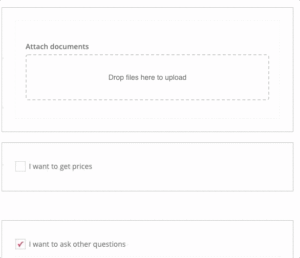 Attach documents
Drop files here to upload
I want to get prices
I want to ask other questions